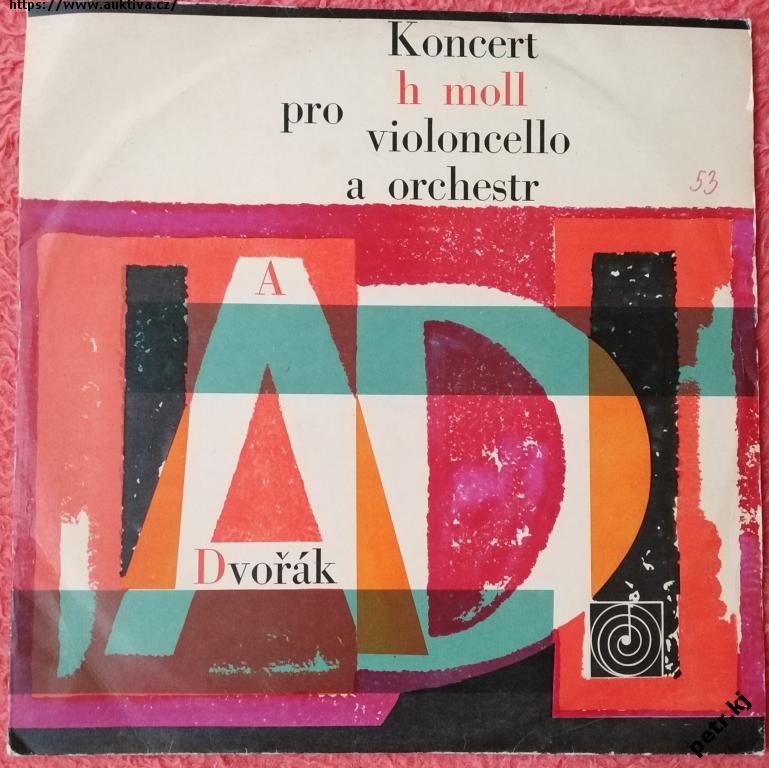 https://www.auktiva.cz/
Koncert
h moll
pro violoncello
a orchestr
53
A
Dvořák
petr.kj